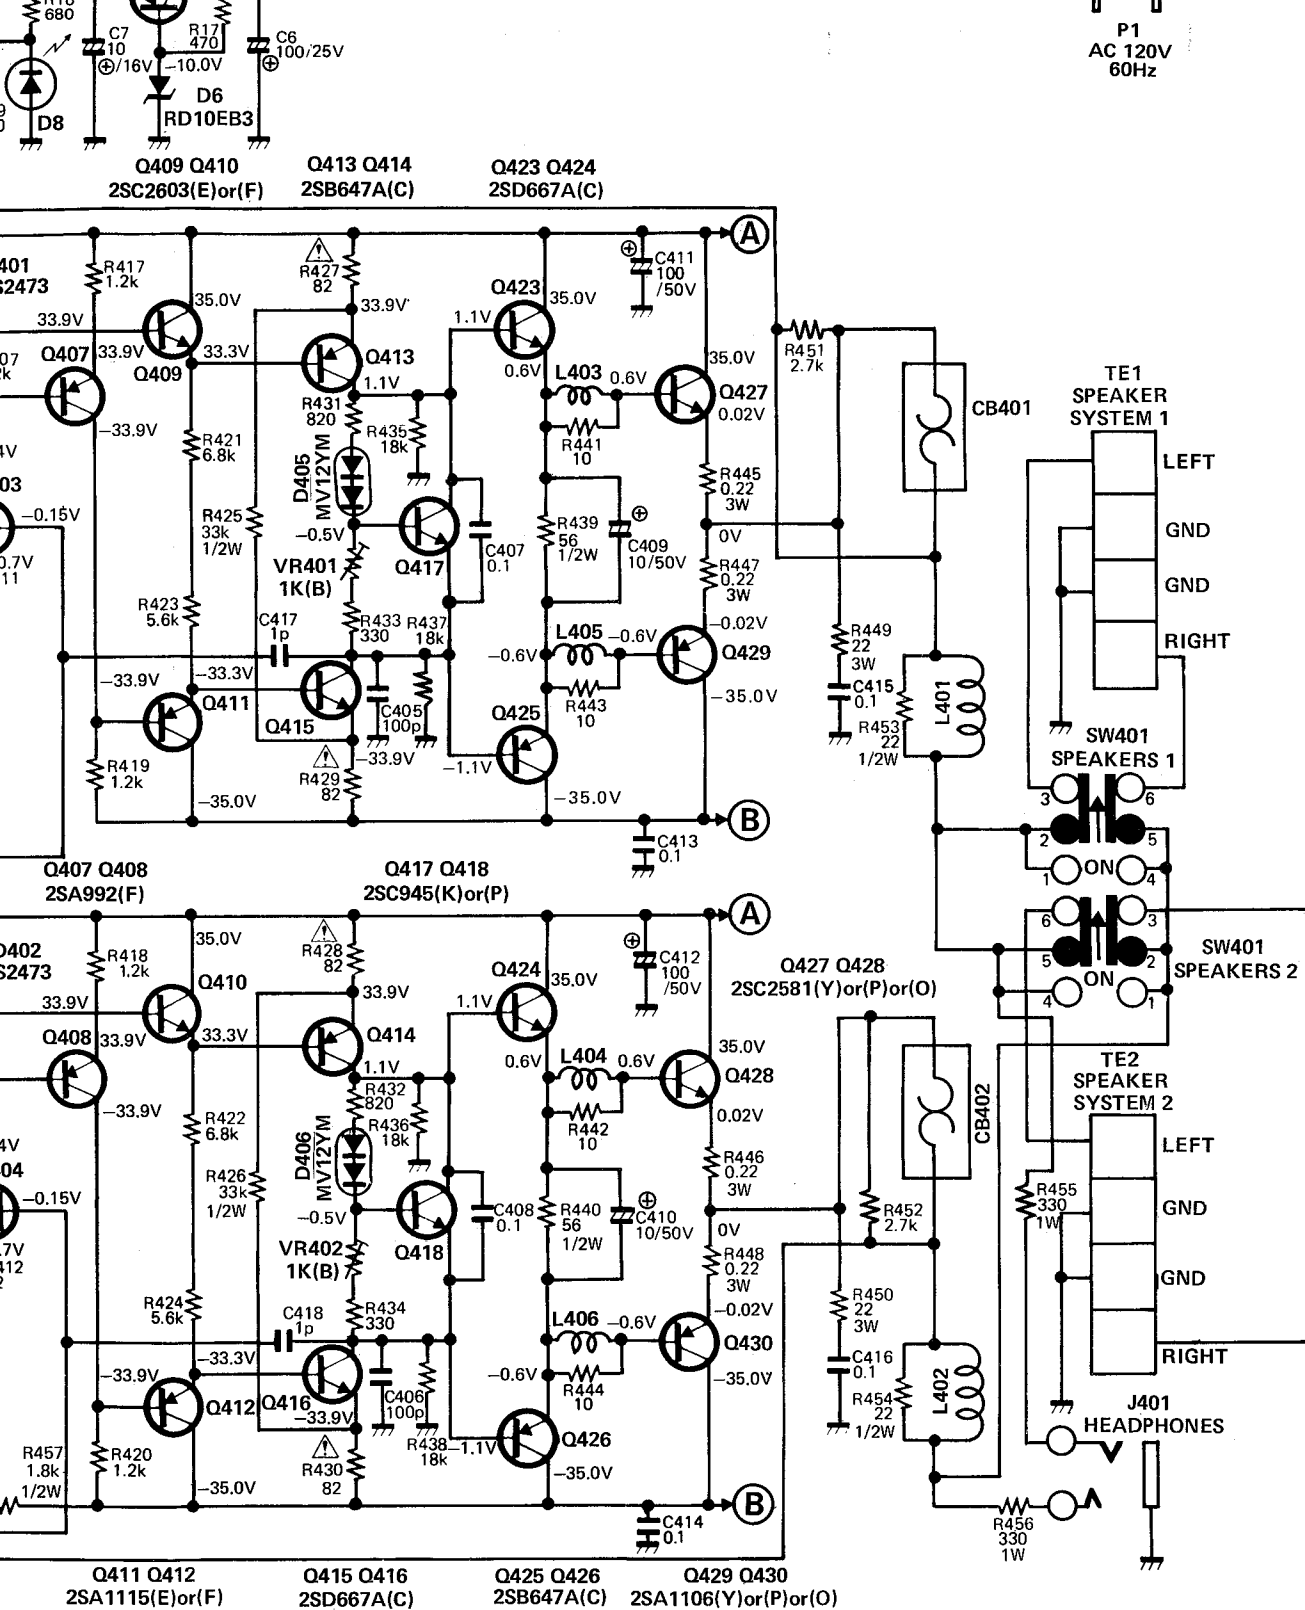 680
C7
10
/16V
R17
470
−10.0V
C6
100/25V
D6
RD10EB3
D8
P1
AC 120V
60Hz
Q409 Q410
2SC2603(E)or(F)
Q413 Q414
2SB647A(C)
Q423 Q424
2SD667A(C)
A
R417
1.2k
35.0V
R427
82
33.9V
Q423
35.0V
C411
100
/50V
33.9V
33.9V
Q407
Q409
33.3V
Q413
1.1V
1.1V
0.6V
L403
0.6V
35.0V
Q427
0.02V
R451
2.7k
CB401
TE1
SPEAKER
SYSTEM 1
LEFT
GND
GND
RIGHT
−33.9V
R421
6.8k
R431
820
R435
18k
R441
10
D405
MV12YM
R445
0.22
3W
−0.15V
R425
33k
1/2W
−0.5V
Q417
C407
0.1
R439
56
1/2W
C409
10/50V
0V
R447
0.22
3W
VR401
1K(B)
R423
5.6k
C417
1p
R433
330
R437
18k
L405
−0.6V
−0.6V
−0.02V
Q429
R449
22
3W
−33.9V
−33.3V
Q411
Q415
C405
100p
R443
10
Q425
−35.0V
C415
0.1
R453
22
1/2W
L401
SW401
SPEAKERS 1
R419
1.2k
−33.9V
R429
82
−1.1V
−35.0V
−35.0V
3
6
2
5
1
ON
4
B
C413
0.1
Q407 Q408
2SA992(F)
Q417 Q418
2SC945(K)or(P)
A
6
3
5
2
4
ON
1
SW401
SPEAKERS 2
R418
1.2k
35.0V
R428
82
33.9V
Q424
35.0V
C412
100
/50V
Q427 Q428
2SC2581(Y)or(P)or(O)
33.9V
Q410
Q408
33.9V
33.3V
Q414
1.1V
1.1V
0.6V
L404
0.6V
35.0V
Q428
0.02V
CB402
TE2
SPEAKER
SYSTEM 2
LEFT
GND
GND
RIGHT
−33.9V
R422
6.8k
R432
820
R436
18k
R442
10
D406
MV12YM
R446
0.22
3W
−0.15V
R426
33k
1/2W
−0.5V
Q418
C408
0.1
R440
56
1/2W
C410
10/50V
0V
R448
0.22
3W
R452
2.7k
R455
330
1W
VR402
1K(B)
R424
5.6k
C418
1p
R434
330
L406
−0.6V
−0.02V
Q430
R450
22
3W
−33.3V
−33.9V
Q412
Q416
C406
100p
−0.6V
R444
10
−35.0V
C416
0.1
R454
22
1/2W
L402
J401
HEADPHONES
−33.9V
R438
18k
−1.1V
Q426
−35.0V
R457
1.8k
1/2W
R420
1.2k
−35.0V
R430
82
B
C414
0.1
R456
330
1W
Q411 Q412
2SA1115(E)or(F)
Q415 Q416
2SD667A(C)
Q425 Q426
2SB647A(C)
Q429 Q430
2SA1106(Y)or(P)or(O)